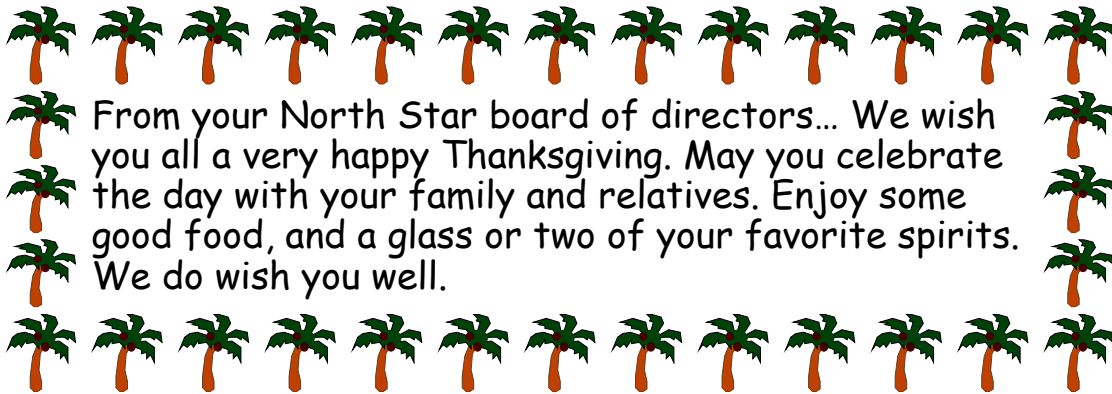 From your North Star board of directors… We wish
you all a very happy Thanksgiving. May you celebrate
the day with your family and relatives. Enjoy some
good food, and a glass or two of your favorite spirits.
We do wish you well.